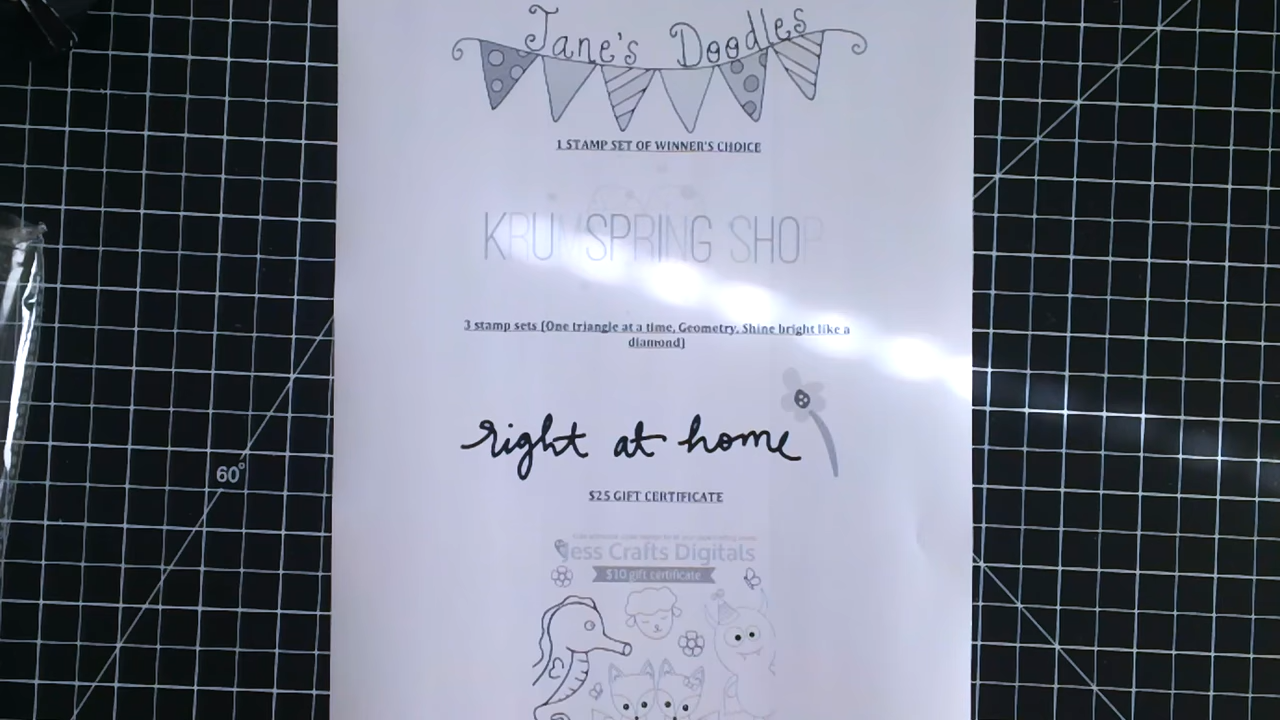 Jane's Doodles
1 STAMP SET OF WINNER'S CHOICE
KRUMSPRING SHOP
3 stamp sets (One triangle at a time, Geometry, Shine bright like a
diamond)
right at home
$25 GIFT CERTIFICATE
Jess Crafts Digitals
$10 gift certificate
60°